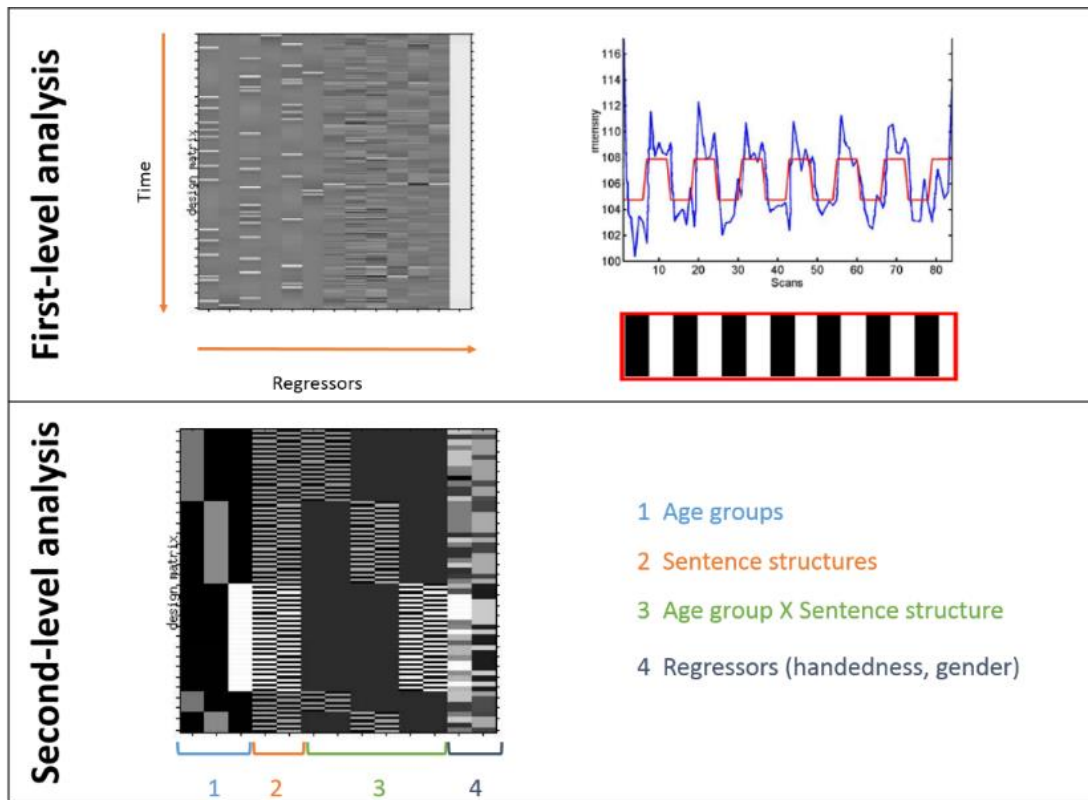 First-level analysis
Time
design matrix
Regressors
intensity
116
114
112
110
108
106
104
102
100
10 20 30 40 50 60 70 80
Scans
Second-level analysis
design matrix
1 Age groups
2 Sentence structures
3 Age group X Sentence structure
4 Regressors (handedness, gender)
1 2 3 4